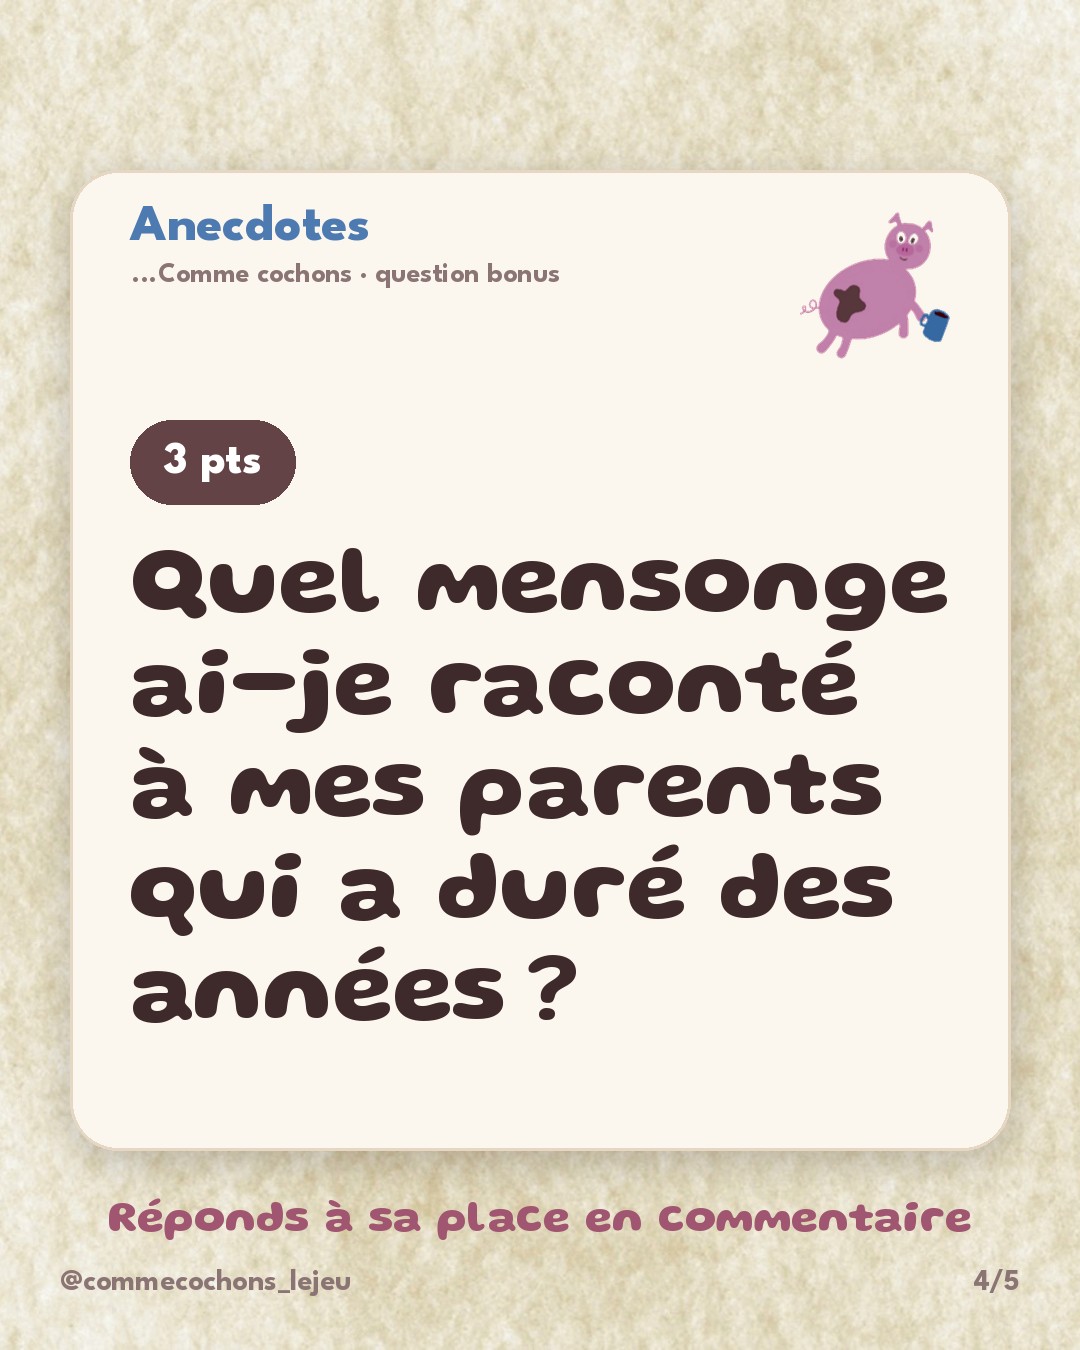 Anecdotes
...Comme cochons · question bonus
3 pts
Quel mensonge
ai-je raconté
à mes parents
qui a duré des
années ?
Réponds à sa place en commentaire
@commecochons_lejeu
4/5